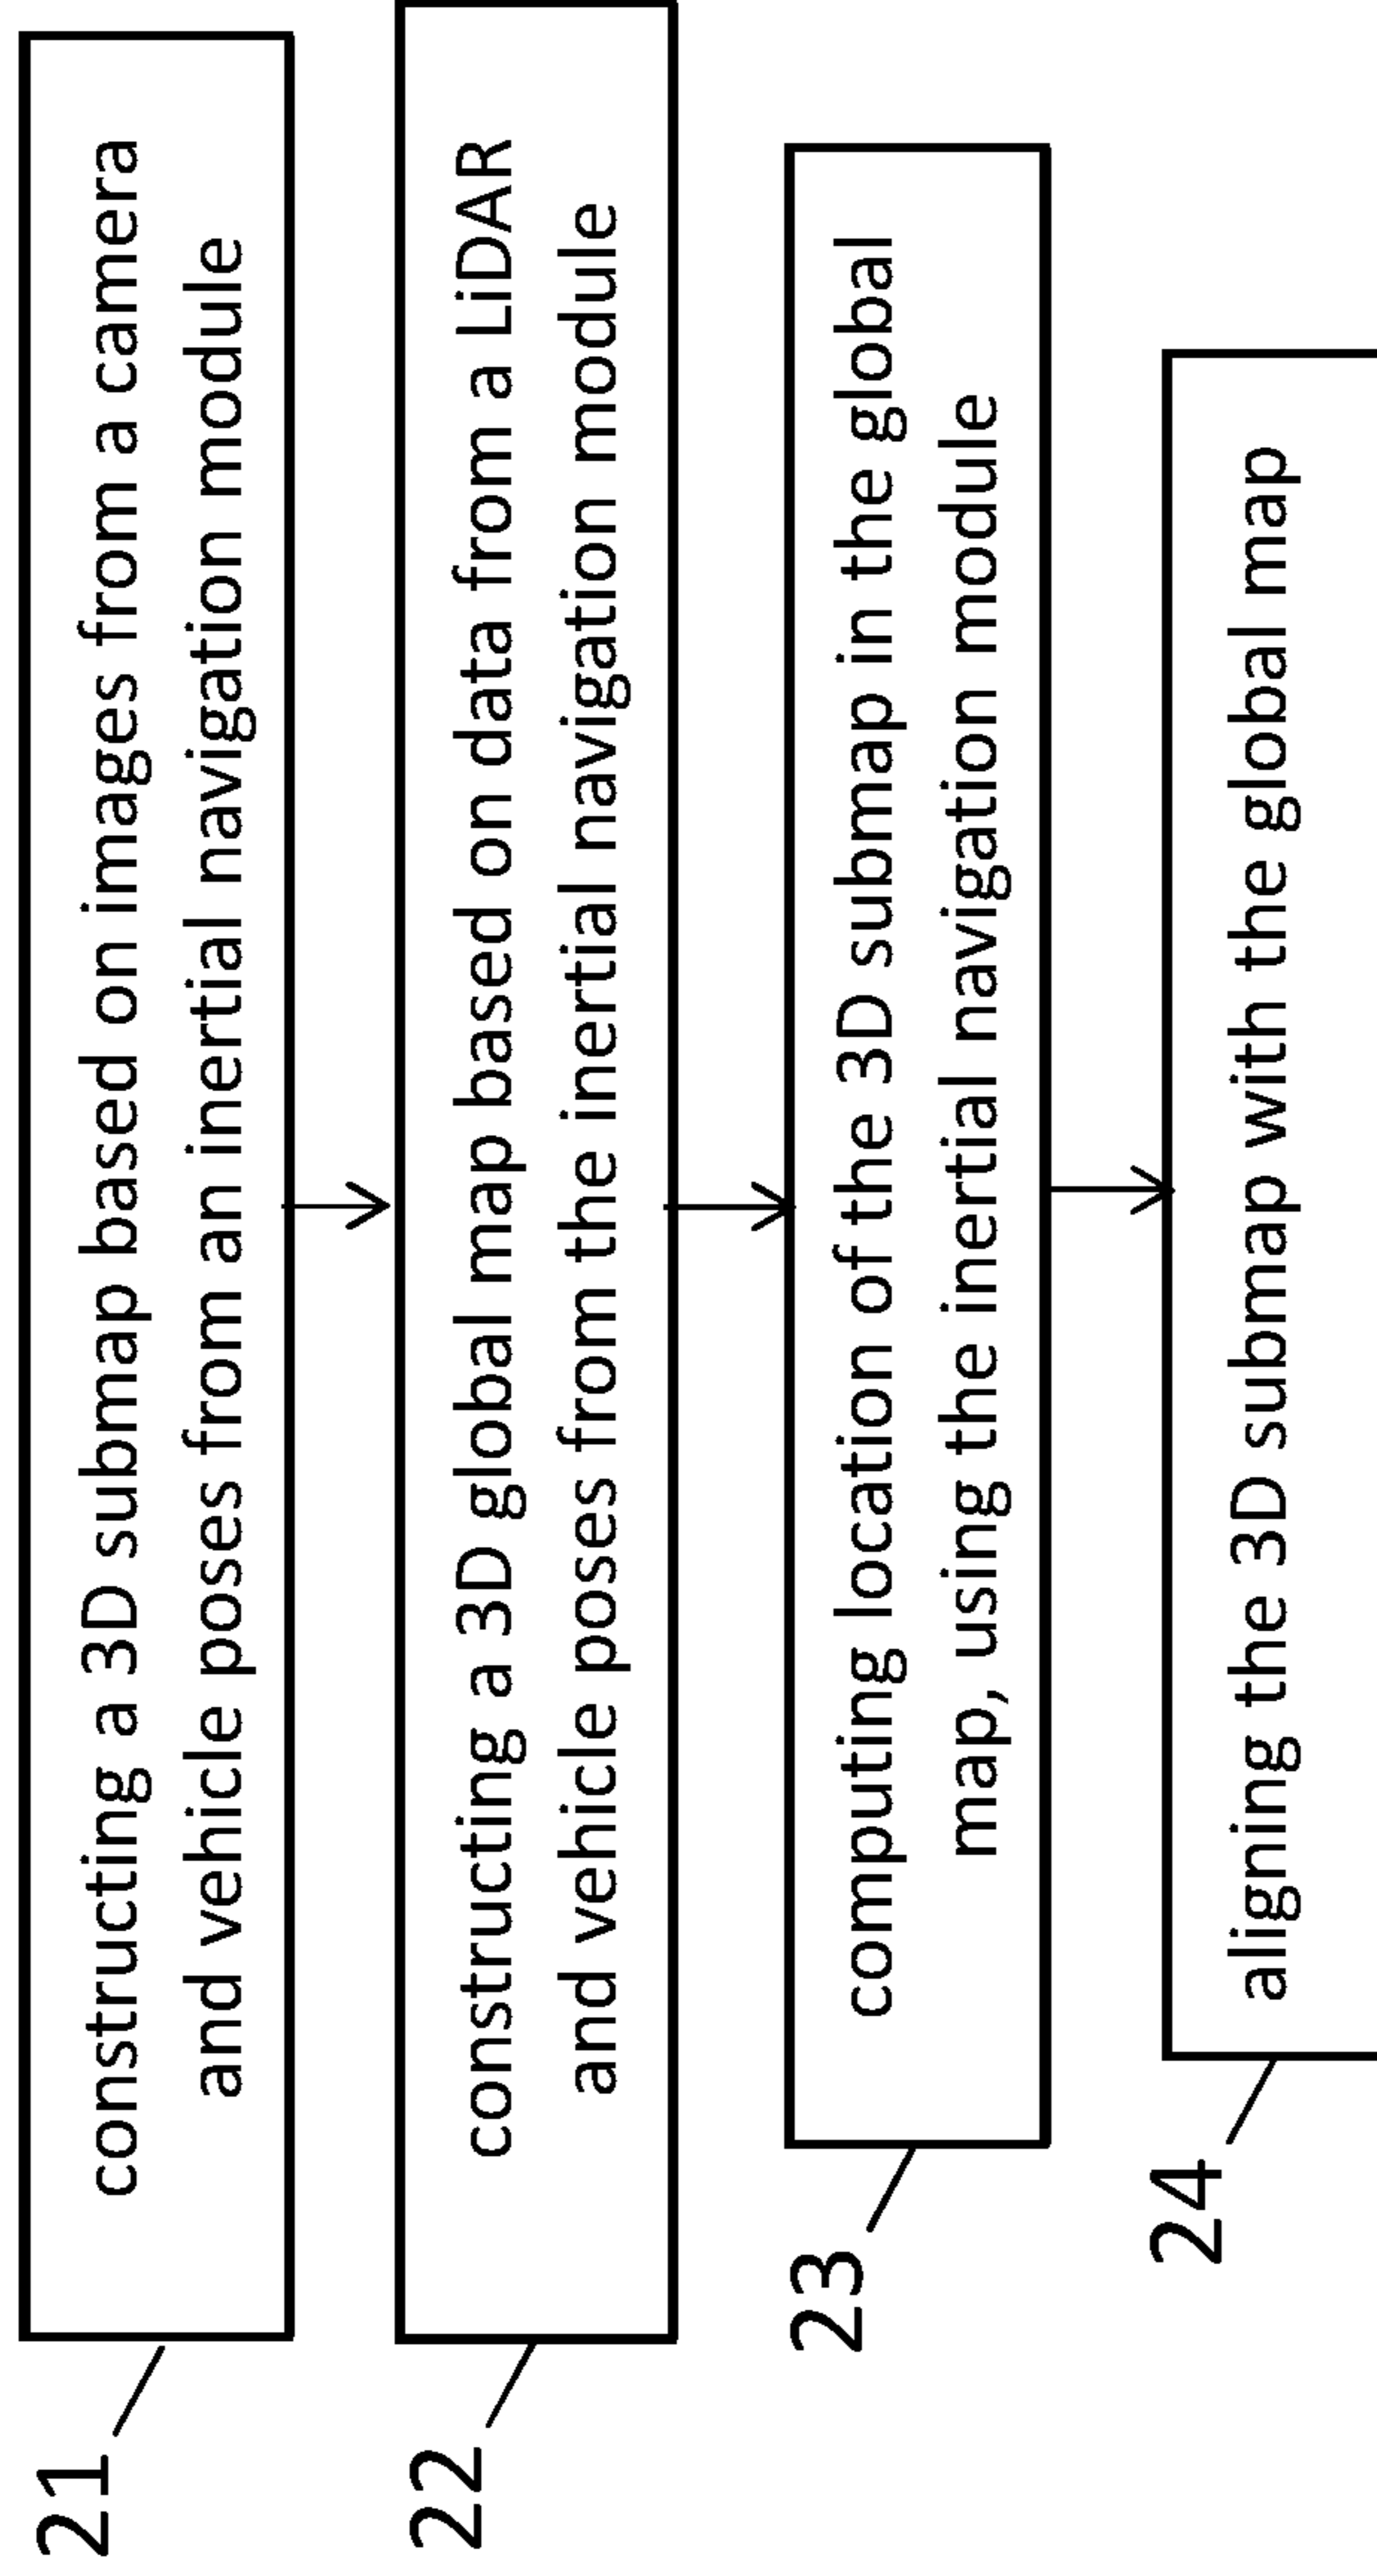 21
constructing a 3D submap based on images from a camera
and vehicle poses from an inertial navigation module
22
constructing a 3D global map based on data from a LiDAR
and vehicle poses from the inertial navigation module
23
computing location of the 3D submap in the global
map, using the inertial navigation module
24
aligning the 3D submap with the global map